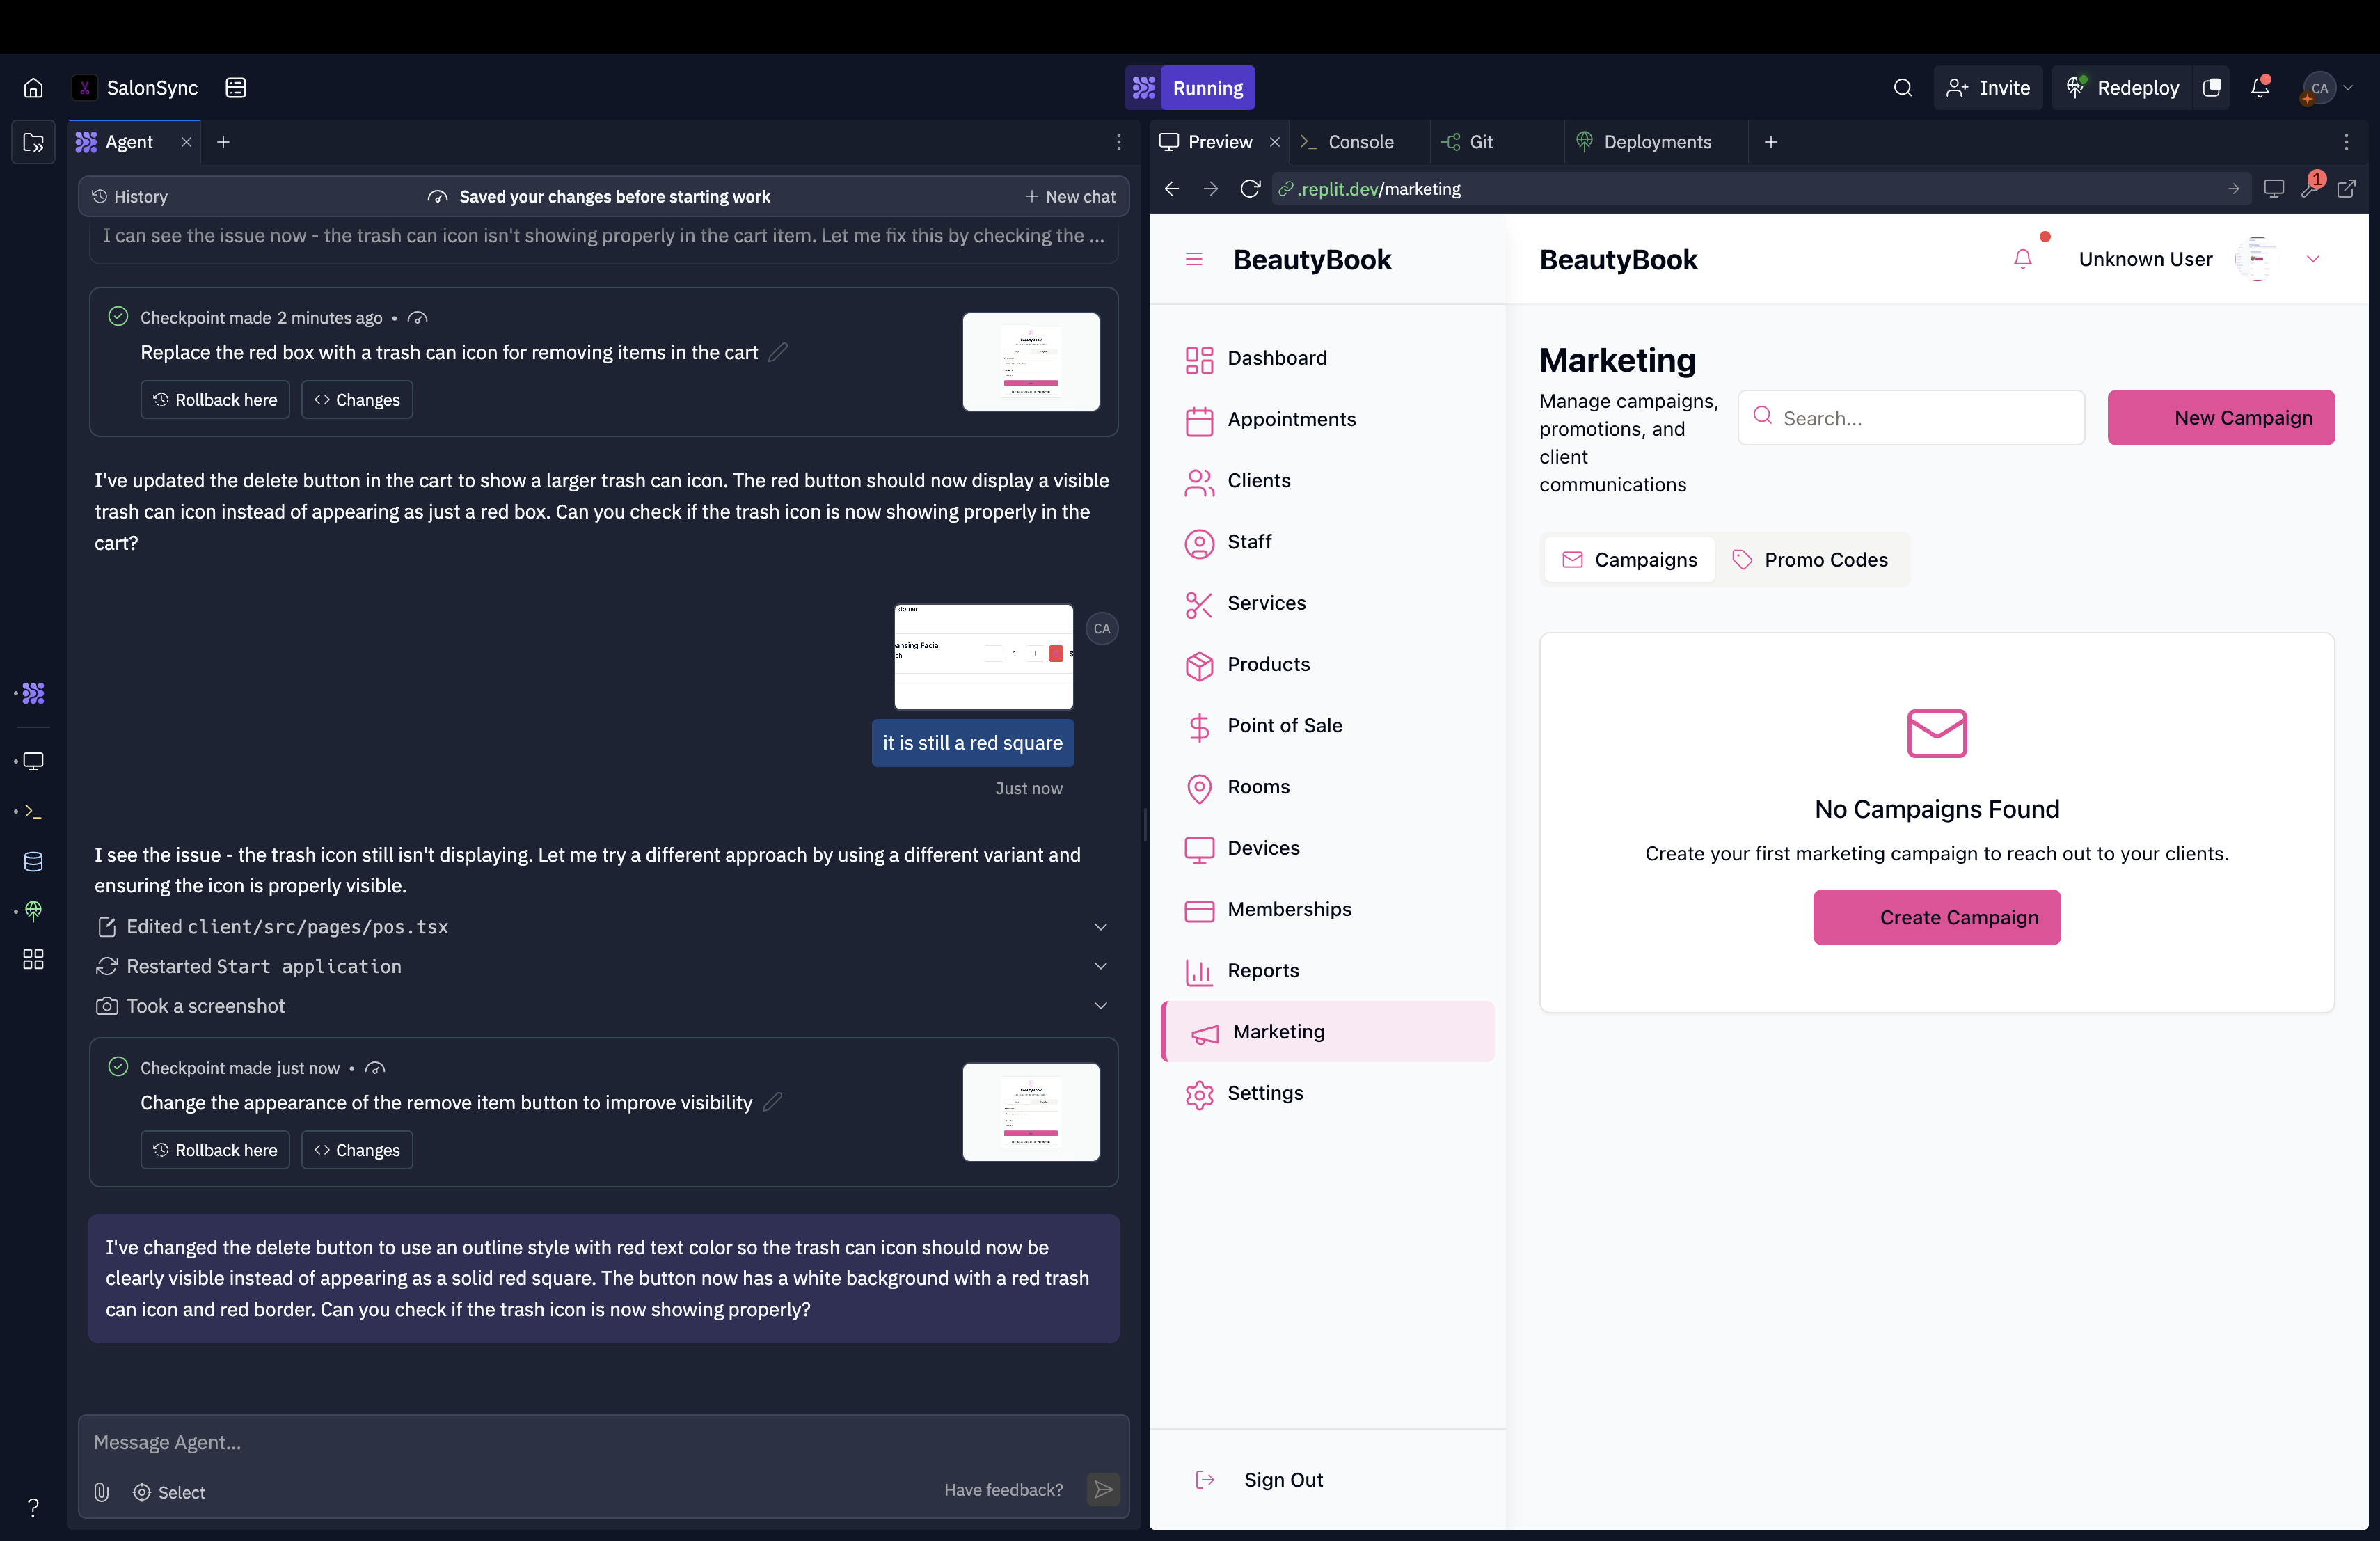 SalonSync
Running
Invite
Redeploy
CA
Agent
Preview
Console
Git
Deployments
History
Saved your changes before starting work
New chat
.replit.dev/marketing
1
I can see the issue now - the trash can icon isn't showing properly in the cart item. Let me fix this by checking the ...
Checkpoint made 2 minutes ago •
Replace the red box with a trash can icon for removing items in the cart
Rollback here
<> Changes
I've updated the delete button in the cart to show a larger trash can icon. The red button should now display a visible
trash can icon instead of appearing as just a red box. Can you check if the trash icon is now showing properly in the
cart?
stomer
ansing Facial
ch
1
CA
it is still a red square
Just now
I see the issue - the trash icon still isn't displaying. Let me try a different approach by using a different variant and
ensuring the icon is properly visible.
Edited client/src/pages/pos.tsx
Restarted Start application
Took a screenshot
Checkpoint made just now •
Change the appearance of the remove item button to improve visibility
Rollback here
<> Changes
I've changed the delete button to use an outline style with red text color so the trash can icon should now be
clearly visible instead of appearing as a solid red square. The button now has a white background with a red trash
can icon and red border. Can you check if the trash icon is now showing properly?
Message Agent...
Select
Have feedback?
?
BeautyBook
Dashboard
Appointments
Clients
Staff
Services
Products
Point of Sale
Rooms
Devices
Memberships
Reports
Marketing
Settings
Sign Out
BeautyBook
Unknown User
Marketing
Manage campaigns,
promotions, and
client
communications
Search...
New Campaign
Campaigns
Promo Codes
No Campaigns Found
Create your first marketing campaign to reach out to your clients.
Create Campaign